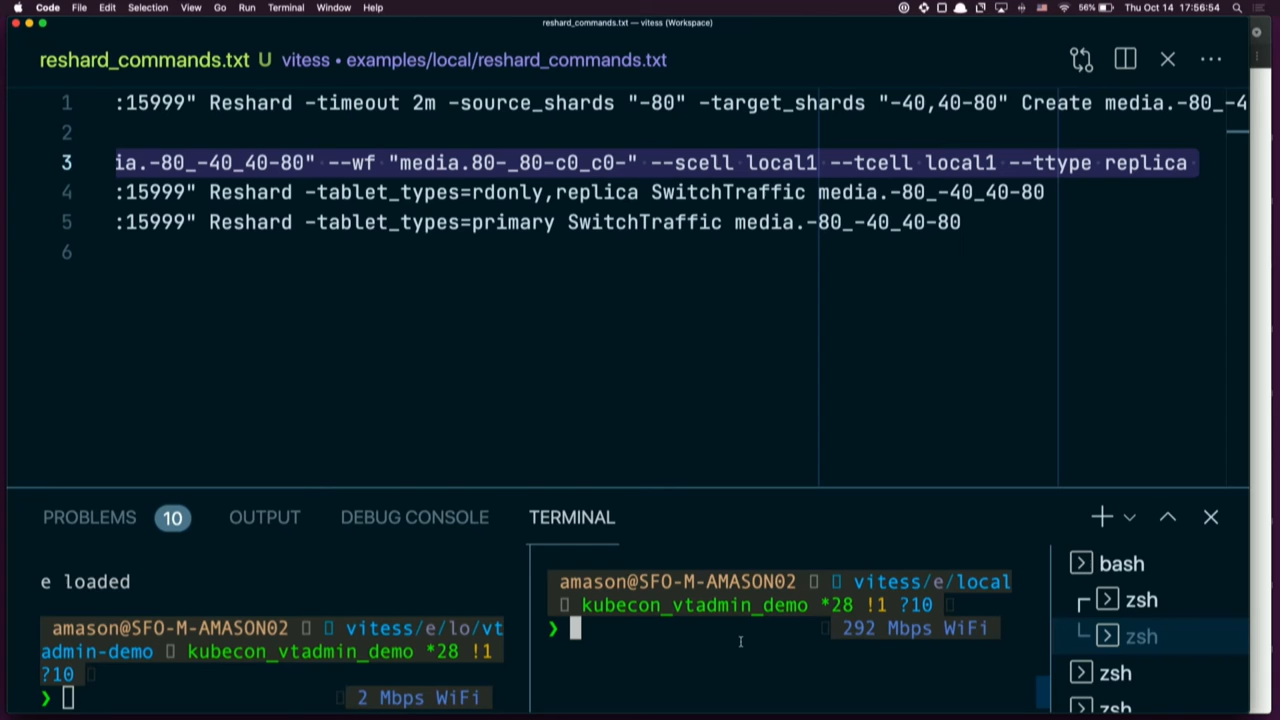 Code File Edit Selection View Go Run Terminal Window Help 56% Thu Oct 14 17:56:54
reshard_commands.txt — vitess (Workspace)
reshard_commands.txt U vitess • examples/local/reshard_commands.txt
1 :15999" Reshard -timeout 2m -source_shards "-80" -target_shards "-40,40-80" Create media.-80_-4
2
3 ia.-80_-40_40-80" --wf "media.80-_80-c0_c0-" --scell local1 --tcell local1 --ttype replica
4 :15999" Reshard -tablet_types=rdonly,replica SwitchTraffic media.-80_-40_40-80
5 :15999" Reshard -tablet_types=primary SwitchTraffic media.-80_-40_40-80
6
PROBLEMS 10 OUTPUT DEBUG CONSOLE TERMINAL
e loaded
amason@SFO-M-AMASON02 vitess/e/lo/vt
admin-demo kubecon_vtadmin_demo *28 !1
?10
❯ 2 Mbps WiFi
amason@SFO-M-AMASON02 vitess/e/local
kubecon_vtadmin_demo *28 !1 ?10
❯ 292 Mbps WiFi
bash
zsh
zsh
zsh
zsh